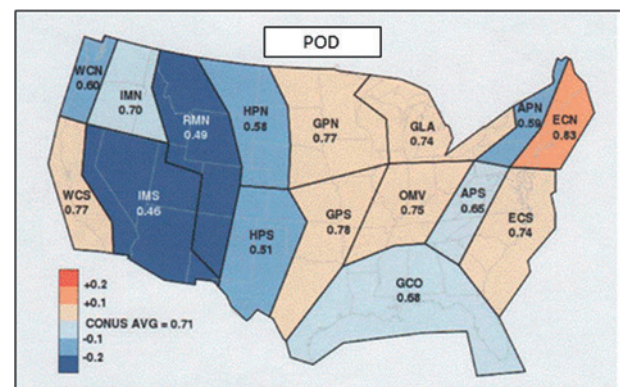 POD
WCN
0.60
IMN
0.70
RMN
0.49
HPN
0.58
GPN
0.77
GLA
0.74
APN
0.59
ECN
0.83
WCS
0.77
IMS
0.46
HPS
0.51
GPS
0.78
OMV
0.75
APS
0.65
ECS
0.74
GCO
0.68
+0.2
+0.1
CONUS AVG = 0.71
-0.1
-0.2